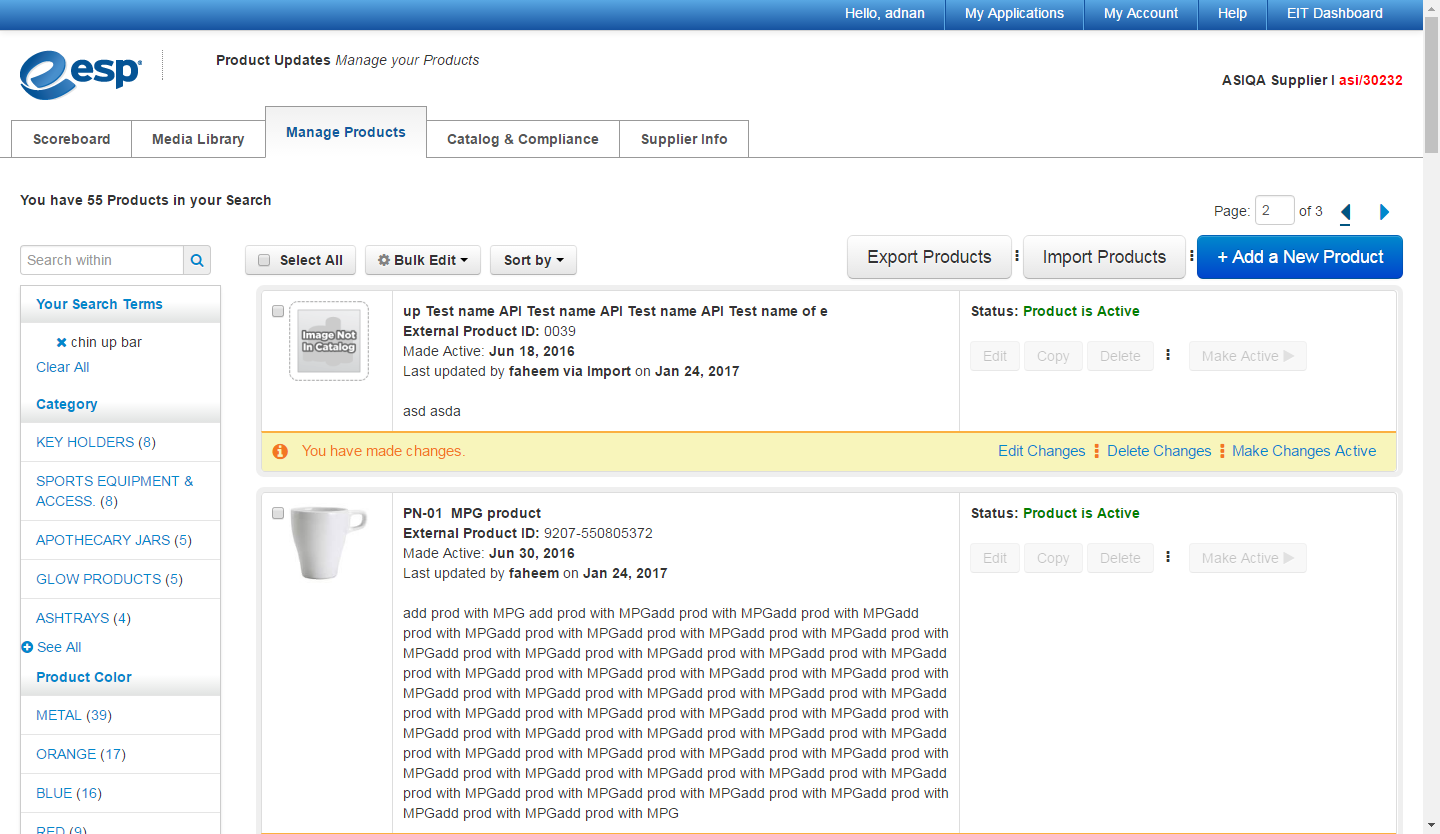 Hello, adnan
My Applications
My Account
Help
EIT Dashboard
esp
Product Updates Manage your Products
ASIQA Supplier I asi/30232
Scoreboard
Media Library
Manage Products
Catalog & Compliance
Supplier Info
You have 55 Products in your Search
Page: 2 of 3
Search within
Select All
Bulk Edit
Sort by
Export Products
Import Products
+ Add a New Product
Your Search Terms
chin up bar
Clear All
Category
KEY HOLDERS (8)
SPORTS EQUIPMENT &
ACCESS. (8)
APOTHECARY JARS (5)
GLOW PRODUCTS (5)
ASHTRAYS (4)
See All
Product Color
METAL (39)
ORANGE (17)
BLUE (16)
RED (9)
Image Not
In Catalog
up Test name API Test name API Test name API Test name of e
External Product ID: 0039
Made Active: Jun 18, 2016
Last updated by faheem via Import on Jan 24, 2017
asd asda
Status: Product is Active
Edit
Copy
Delete
Make Active
You have made changes.
Edit Changes
Delete Changes
Make Changes Active
PN-01 MPG product
External Product ID: 9207-550805372
Made Active: Jun 30, 2016
Last updated by faheem on Jan 24, 2017
add prod with MPG add prod with MPGadd prod with MPGadd prod with MPGadd
prod with MPGadd prod with MPGadd prod with MPGadd prod with MPGadd prod with
MPGadd prod with MPGadd prod with MPGadd prod with MPGadd prod with MPGadd
prod with MPGadd prod with MPGadd prod with MPGadd prod with MPGadd prod with
MPGadd prod with MPGadd prod with MPGadd prod with MPGadd prod with MPGadd
prod with MPGadd prod with MPGadd prod with MPGadd prod with MPGadd prod with
MPGadd prod with MPGadd prod with MPGadd prod with MPGadd prod with MPGadd
prod with MPGadd prod with MPGadd prod with MPGadd prod with MPGadd prod with
MPGadd prod with MPGadd prod with MPGadd prod with MPGadd prod with MPGadd
prod with MPGadd prod with MPGadd prod with MPGadd prod with MPGadd prod with
MPGadd prod with MPGadd prod with MPG
Status: Product is Active
Edit
Copy
Delete
Make Active